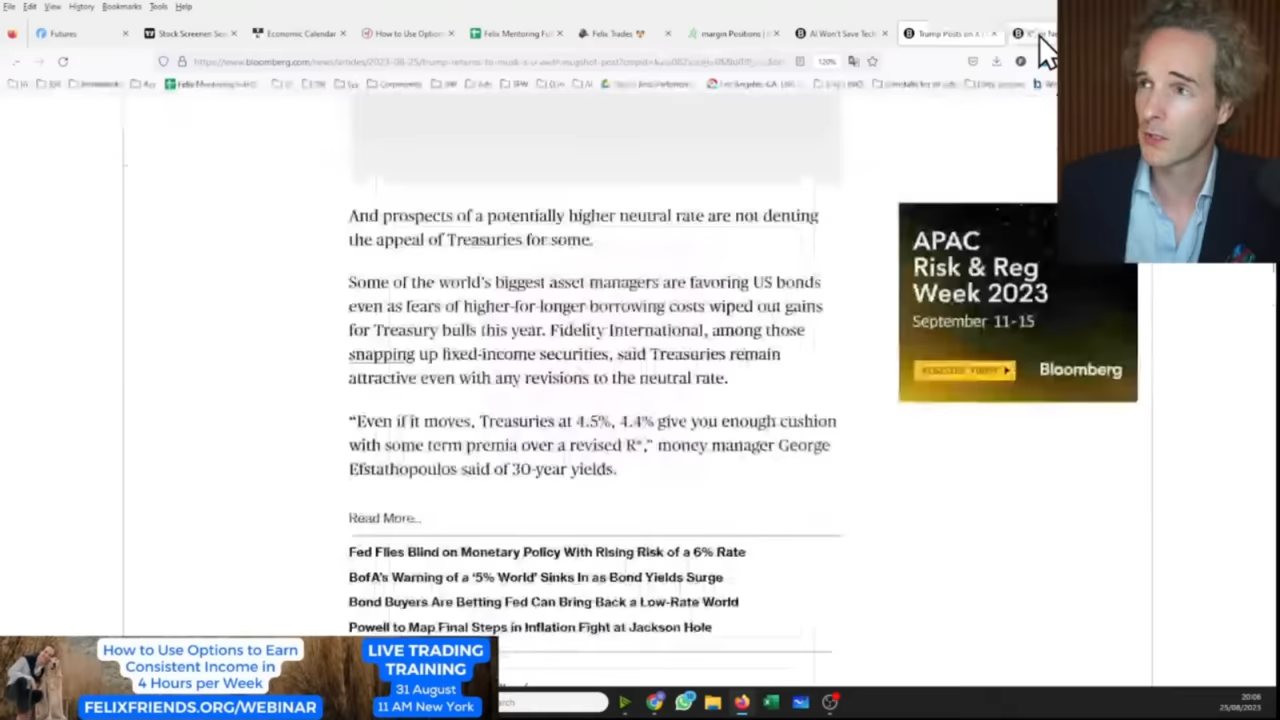 File Edit View History Bookmarks Tools Help
Futures
Stock Screener
Economic Calendar
How to Use Option
Felix Mentoring
Felix Trades
margin Positions
AI Won't Save Tech
Trump Posts on
120%
And prospects of a potentially higher neutral rate are not denting
the appeal of Treasuries for some.
Some of the world's biggest asset managers are favoring US bonds
even as fears of higher-for-longer borrowing costs wiped out gains
for Treasury bulls this year. Fidelity International, among those
snapping up fixed-income securities, said Treasuries remain
attractive even with any revisions to the neutral rate.
“Even if it moves, Treasuries at 4.5%, 4.4% give you enough cushion
with some term premia over a revised R*,” money manager George
Efstathopoulos said of 30-year yields.
Read More..
Fed Flies Blind on Monetary Policy With Rising Risk of a 6% Rate
BofA's Warning of a ‘5% World’ Sinks In as Bond Yields Surge
Bond Buyers Are Betting Fed Can Bring Back a Low-Rate World
Powell to Map Final Steps in Inflation Fight at Jackson Hole
APAC
Risk & Reg
Week 2023
September 11-15
Bloomberg
How to Use Options to Earn
Consistent Income in
4 Hours per Week
FELIXFRIENDS.ORG/WEBINAR
LIVE TRADING
TRAINING
31 August
11 AM New York
20:06
25/08/2023